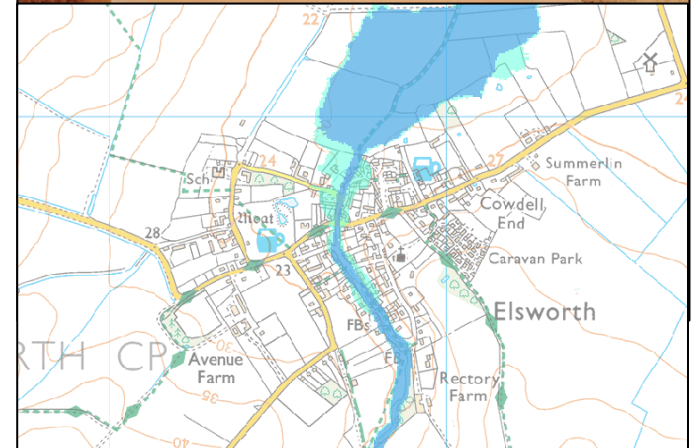 22
24
Sch
Moat
27
Summerlin
Farm
Cowdell
End
28
23
Caravan Park
Elsworth
FBs
RTH CP
Avenue
Farm
30
35
Rectory
Farm
40